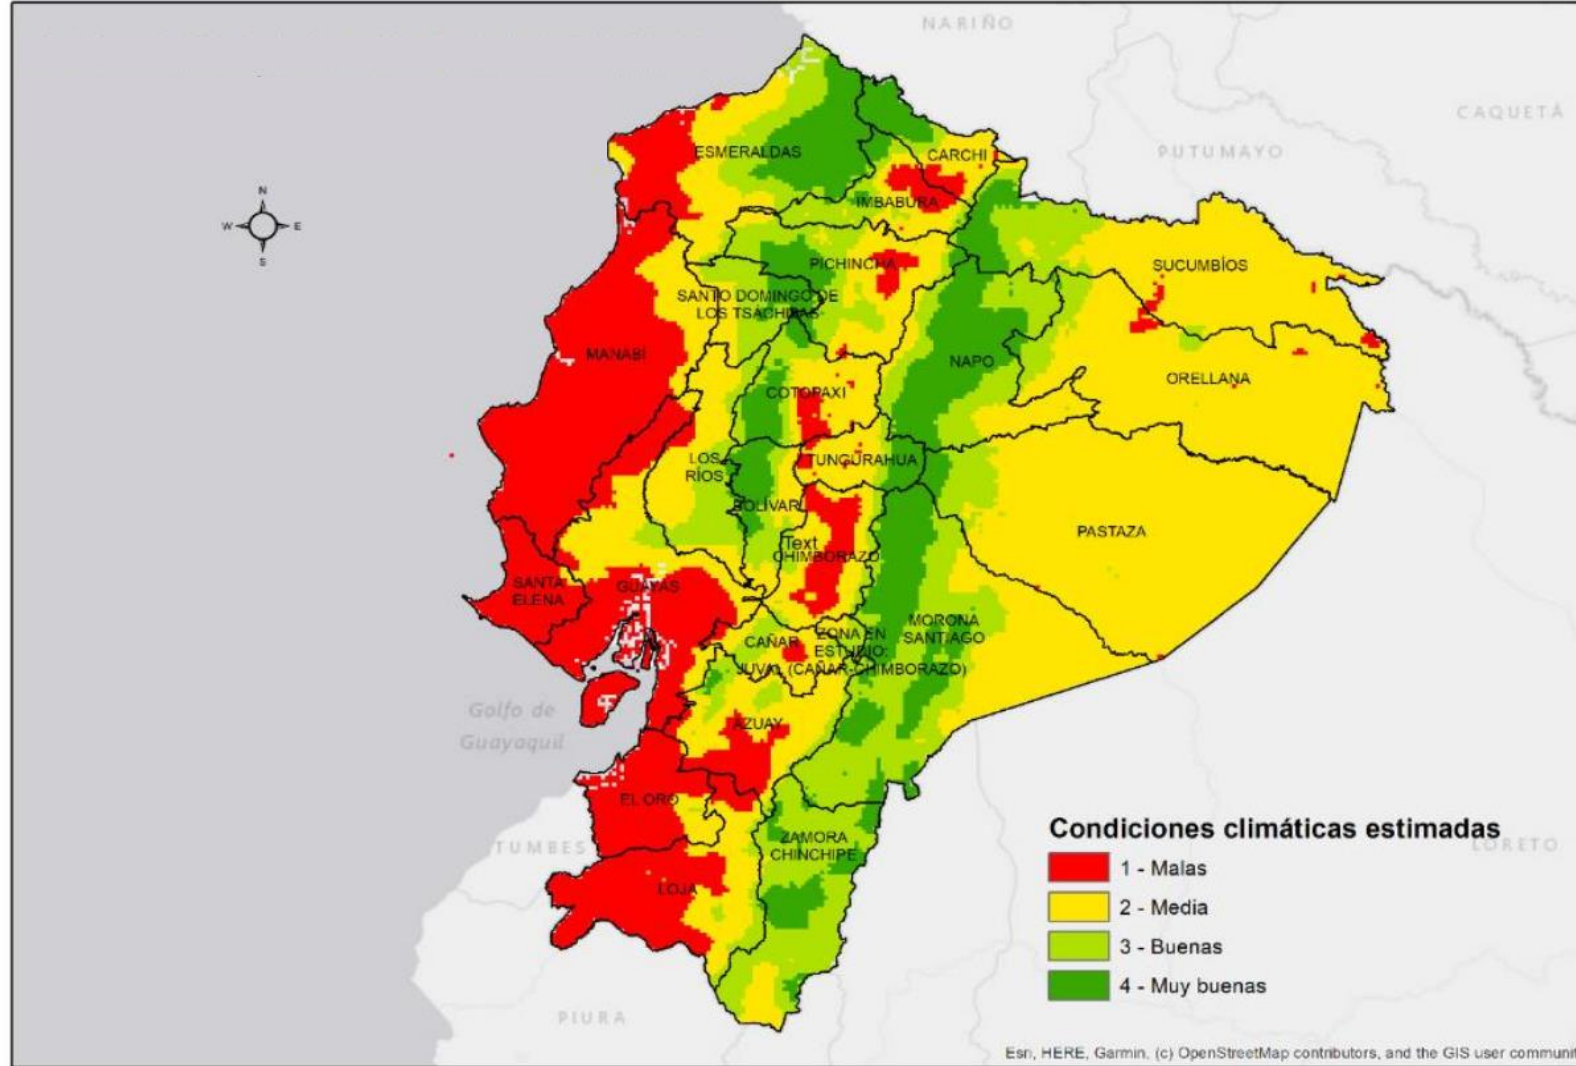 NARIÑO
CAQUETÁ
PUTUMAYO
ESMERALDAS
CARCHI
IMBABURA
N
W
E
S
PICHINCHA
SUCUMBÍOS
SANTO DOMINGO DE
LOS TSÁCHILAS
MANABÍ
NAPO
ORELLANA
COTOPAXI
LOS
RÍOS
TUNGURAHUA
BOLÍVAR
PASTAZA
Text
CHIMBORAZO
SANTA
ELENA
GUAYAS
MORONA
SANTIAGO
CAÑAR
ZONA EN
ESTUDIO:
JUVAL (CAÑAR-CHIMBORAZO)
Golfo de
Guayaquil
AZUAY
EL ORO
ZAMORA
CHINCHIPE
TUMBES
LOJA
LORETO
PIURA
Condiciones climáticas estimadas
1 - Malas
2 - Media
3 - Buenas
4 - Muy buenas
Esri, HERE, Garmin, (c) OpenStreetMap contributors, and the GIS user communit